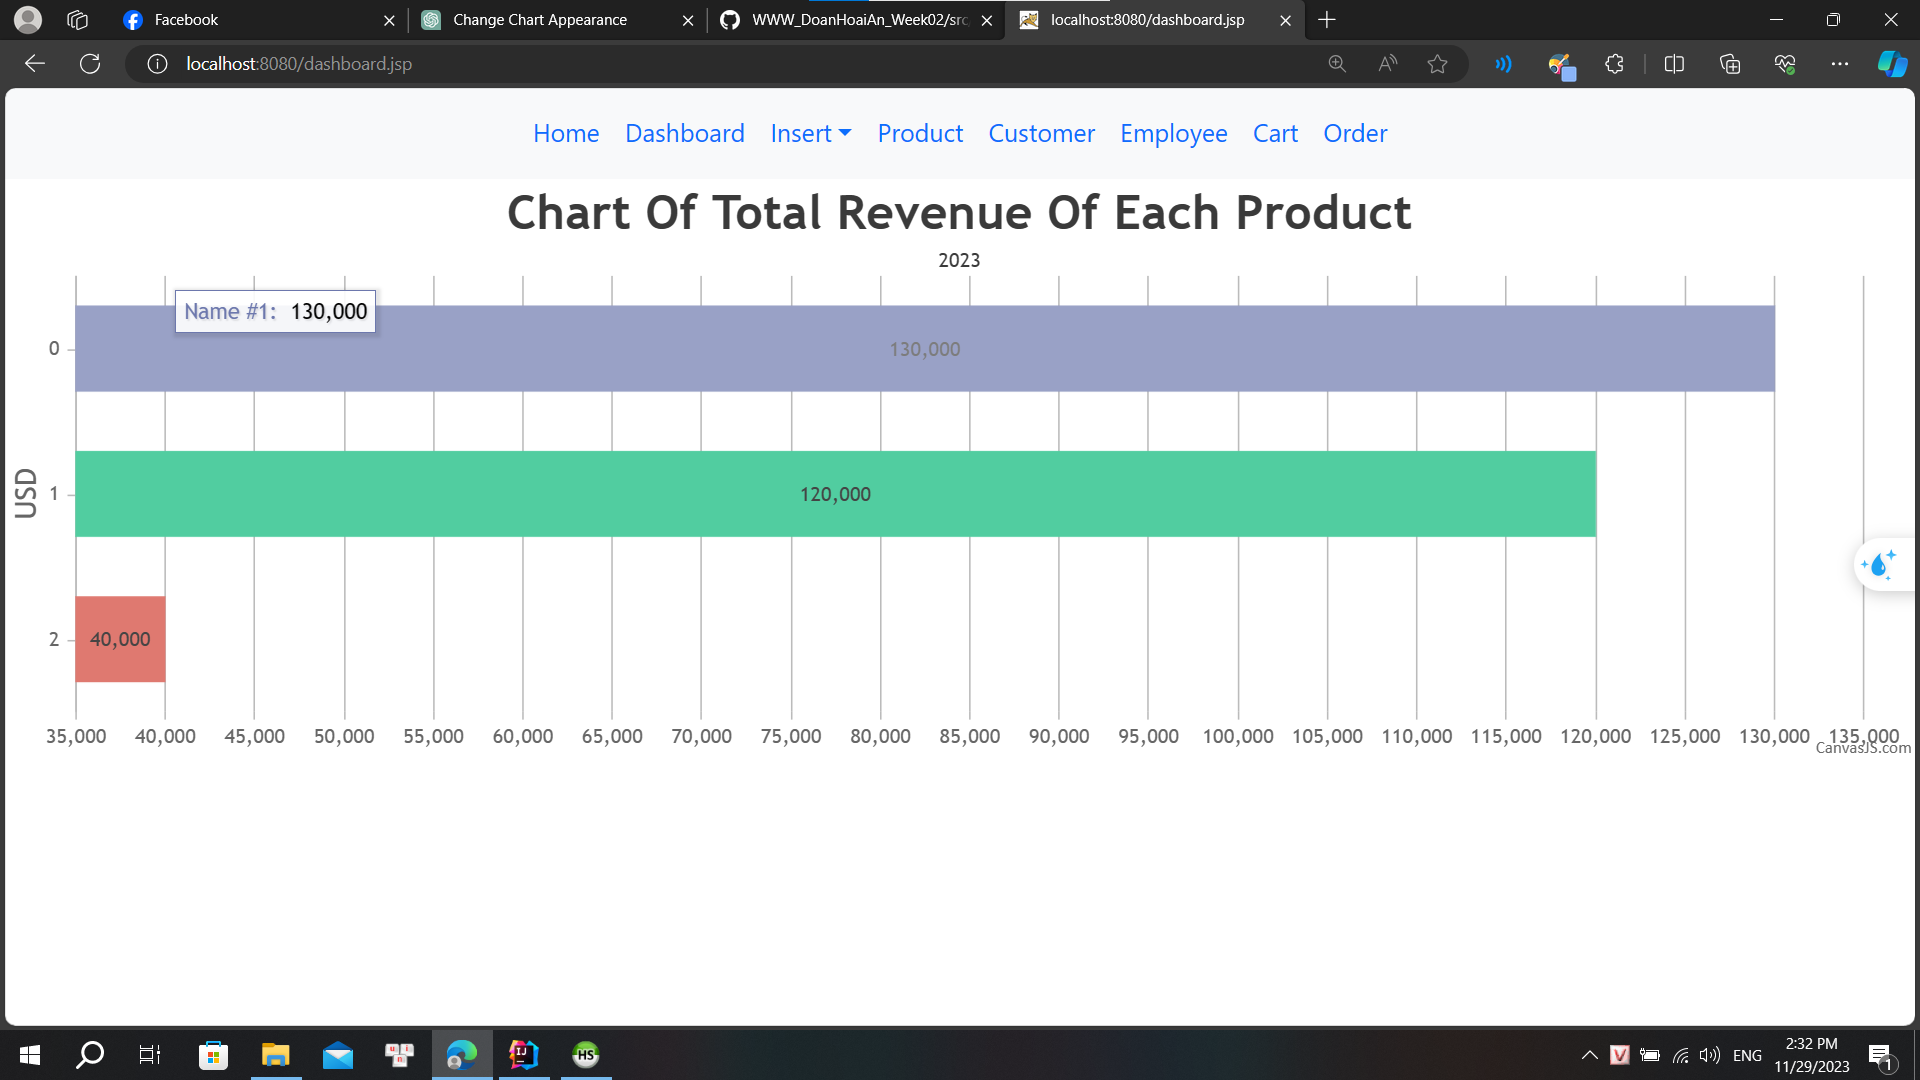 Facebook
Change Chart Appearance
WWW_DoanHoaiAn_Week02/src
localhost:8080/dashboard.jsp
localhost:8080/dashboard.jsp
Home Dashboard Insert Product Customer Employee Cart Order
Chart Of Total Revenue Of Each Product
2023
Name #1: 130,000
0
130,000
USD
1
120,000
2
40,000
35,000 40,000 45,000 50,000 55,000 60,000 65,000 70,000 75,000 80,000 85,000 90,000 95,000 100,000 105,000 110,000 115,000 120,000 125,000 130,000 135,000
CanvasJS.com
IJ
HS
V
ENG
2:32 PM
11/29/2023
1